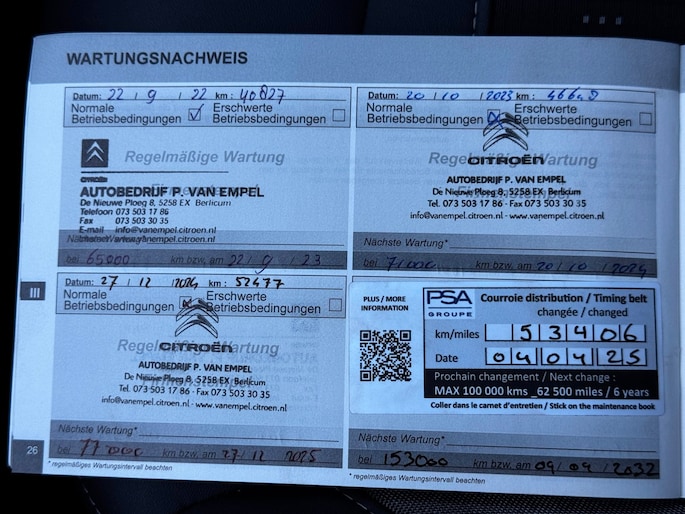 WARTUNGSNACHWEIS
Datum: 22 / 9 / 22 km: 40827
Normale Betriebsbedingungen
Erschwerte Betriebsbedingungen
Regelmäßige Wartung
CITROËN
AUTOBEDRIJF P. VAN EMPEL
De Nieuwe Ploeg 8, 5258 EX Berlicum
Telefoon 073 503 17 86
Fax 073 503 30 35
E-mail info@vanempel.citroen.nl
Nächste Wartung*
bei 65000 km bzw. am 22 / 9 / 23
Datum: 20 / 10 / 2023 km:
Normale Betriebsbedingungen
Erschwerte Betriebsbedingungen
Regelmäßige Wartung
CITROËN
AUTOBEDRIJF P. VAN EMPEL
De Nieuwe Ploeg 8, 5258 EX Berlicum
Tel. 073 503 17 86 - Fax 073 503 30 35
info@vanempel.citroen.nl - www.vanempel.citroen.nl
Nächste Wartung*
bei 71000 km bzw. am 20 / 10 / 2024
III
Datum: 27 / 12 / 2024 km: 52477
Normale Betriebsbedingungen
Erschwerte Betriebsbedingungen
Regelmäßige Wartung
CITROËN
AUTOBEDRIJF P. VAN EMPEL
De Nieuwe Ploeg 8, 5258 EX Berlicum
Tel. 073 503 17 86 - Fax 073 503 30 35
info@vanempel.citroen.nl - www.vanempel.citroen.nl
Nächste Wartung*
bei 77000 km bzw. am 27 / 12 / 2025
PLUS / MORE
INFORMATION
PSA
GROUPE
Courroie distribution / Timing belt
changée / changed
km/miles 53406
Date 040425
Prochain changement / Next change :
MAX 100 000 kms _62 500 miles / 6 years
Coller dans le carnet d'entretien / Stick on the maintenance book
Nächste Wartung*
bei 153000 km bzw. am 04 / 04 / 2032
26
* regelmäßiges Wartungsintervall beachten
* regelmäßiges Wartungsintervall beachten